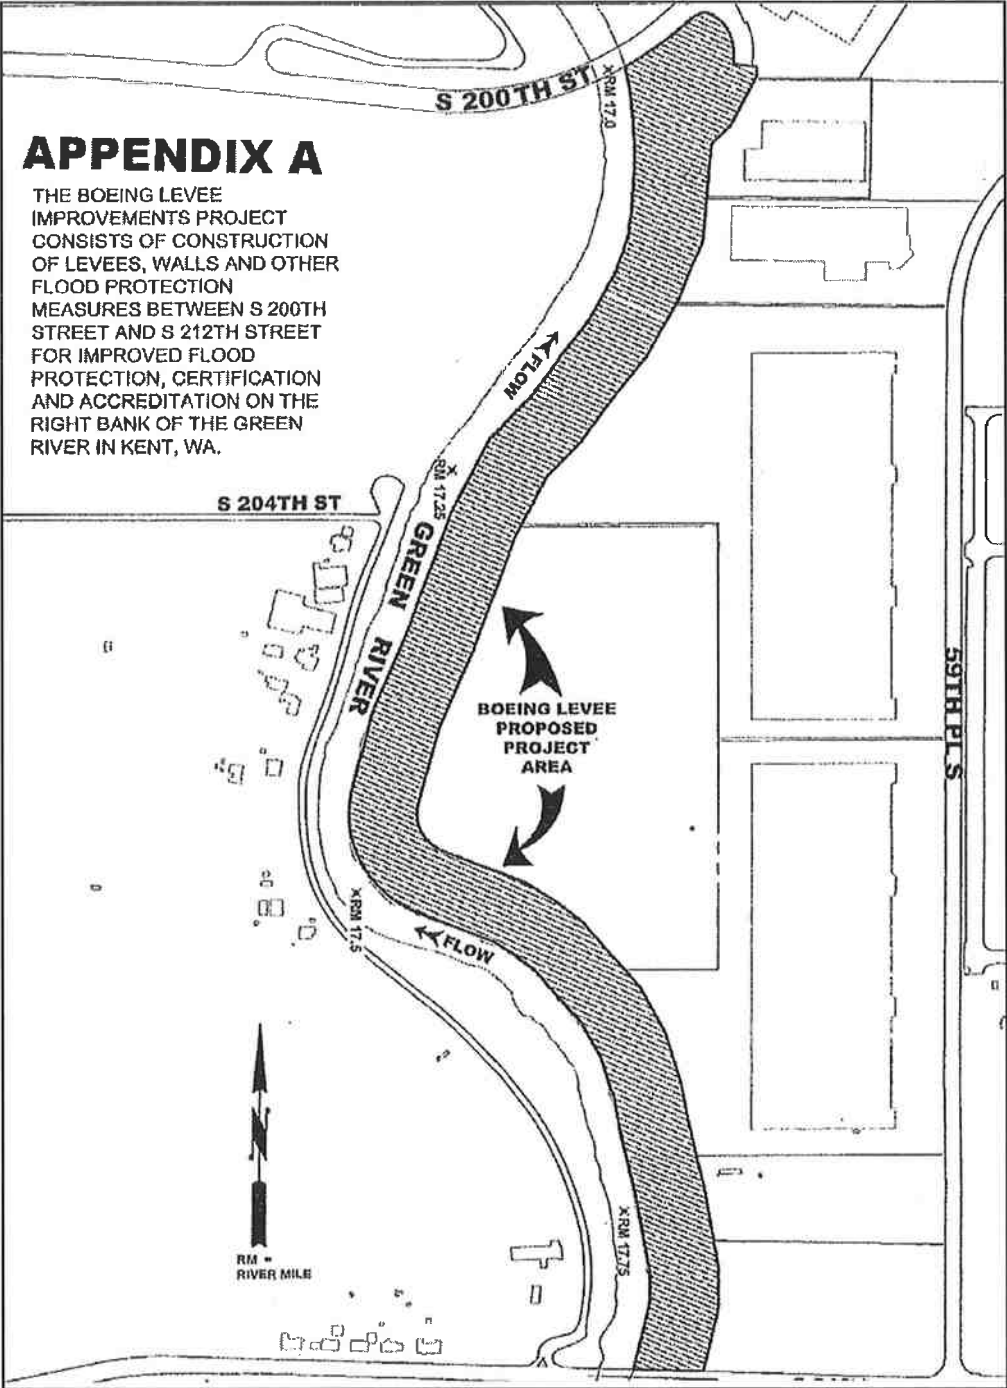 S 200TH ST
XRM 17.0
APPENDIX A
THE BOEING LEVEE
IMPROVEMENTS PROJECT
CONSISTS OF CONSTRUCTION
OF LEVEES, WALLS AND OTHER
FLOOD PROTECTION
MEASURES BETWEEN S 200TH
STREET AND S 212TH STREET
FOR IMPROVED FLOOD
PROTECTION, CERTIFICATION
AND ACCREDITATION ON THE
RIGHT BANK OF THE GREEN
RIVER IN KENT, WA.
FLOW
X
RM 17.25
S 204TH ST
GREEN RIVER
BOEING LEVEE
PROPOSED
PROJECT
AREA
59TH PL S
XRM 17.5
FLOW
N
RM =
RIVER MILE
XRM 17.75